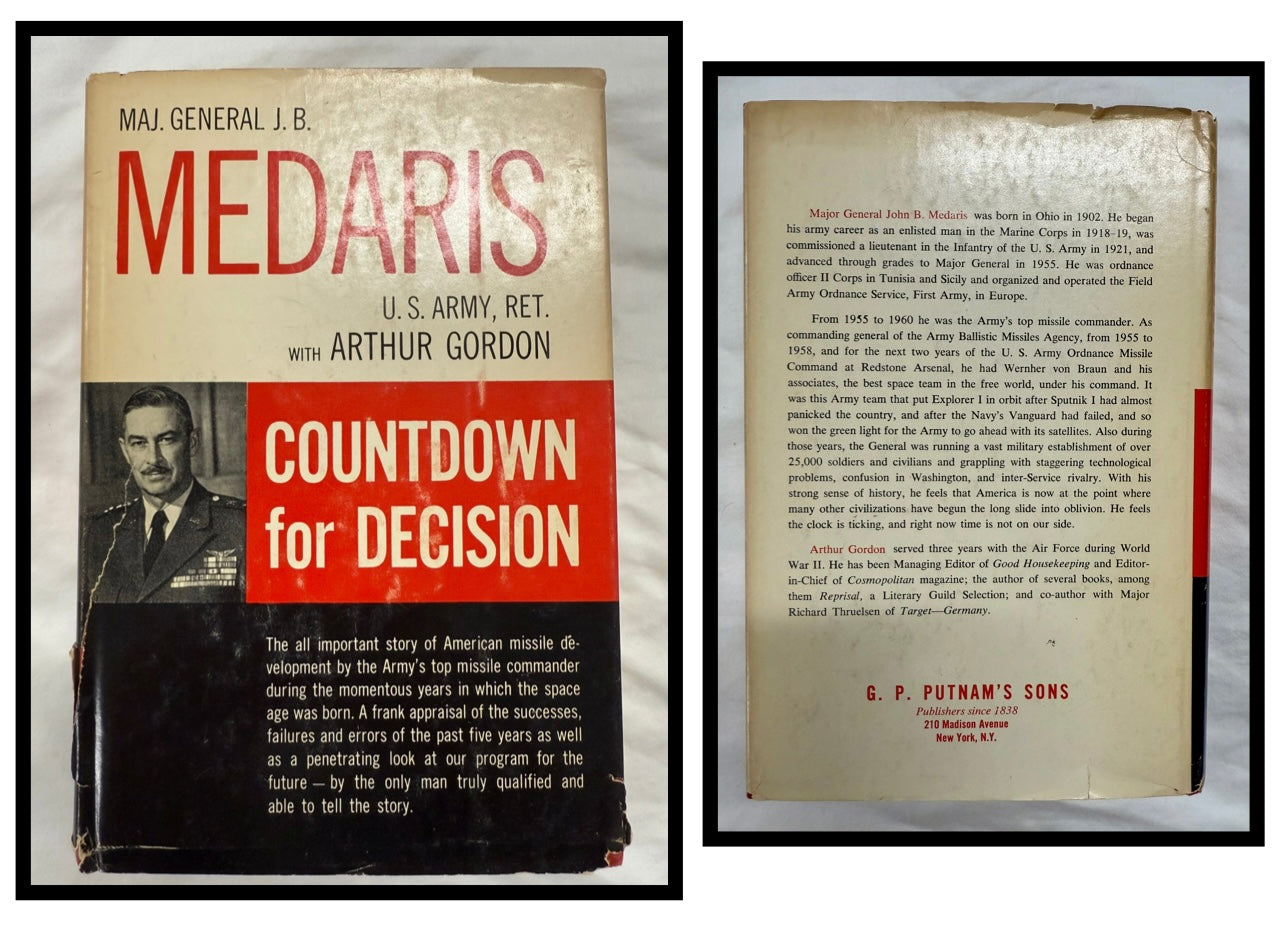 MAJ. GENERAL J. B.
MEDARIS
U. S. ARMY, RET.
WITH ARTHUR GORDON
COUNTDOWN
for DECISION
The all important story of American missile de-
velopment by the Army's top missile commander
during the momentous years in which the space
age was born. A frank appraisal of the successes,
failures and errors of the past five years as well
as a penetrating look at our program for the
future — by the only man truly qualified and
able to tell the story.
Major General John B. Medaris was born in Ohio in 1902. He began
his army career as an enlisted man in the Marine Corps in 1918–19, was
commissioned a lieutenant in the Infantry of the U. S. Army in 1921, and
advanced through grades to Major General in 1955. He was ordnance
officer II Corps in Tunisia and Sicily and organized and operated the Field
Army Ordnance Service, First Army, in Europe.
From 1955 to 1960 he was the Army's top missile commander. As
commanding general of the Army Ballistic Missiles Agency, from 1955 to
1958, and for the next two years of the U. S. Army Ordnance Missile
Command at Redstone Arsenal, he had Wernher von Braun and his
associates, the best space team in the free world, under his command. It
was this Army team that put Explorer I in orbit after Sputnik I had almost
panicked the country, and after the Navy's Vanguard had failed, and so
won the green light for the Army to go ahead with its satellites. Also during
those years, the General was running a vast military establishment of over
25,000 soldiers and civilians and grappling with staggering technological
problems, confusion in Washington, and inter-Service rivalry. With his
strong sense of history, he feels that America is now at the point where
many other civilizations have begun the long slide into oblivion. He feels
the clock is ticking, and right now time is not on our side.
Arthur Gordon served three years with the Air Force during World
War II. He has been Managing Editor of Good Housekeeping and Editor-
in-Chief of Cosmopolitan magazine; the author of several books, among
them Reprisal, a Literary Guild Selection; and co-author with Major
Richard Thruelsen of Target—Germany.
G. P. PUTNAM'S SONS
Publishers since 1838
210 Madison Avenue
New York, N.Y.